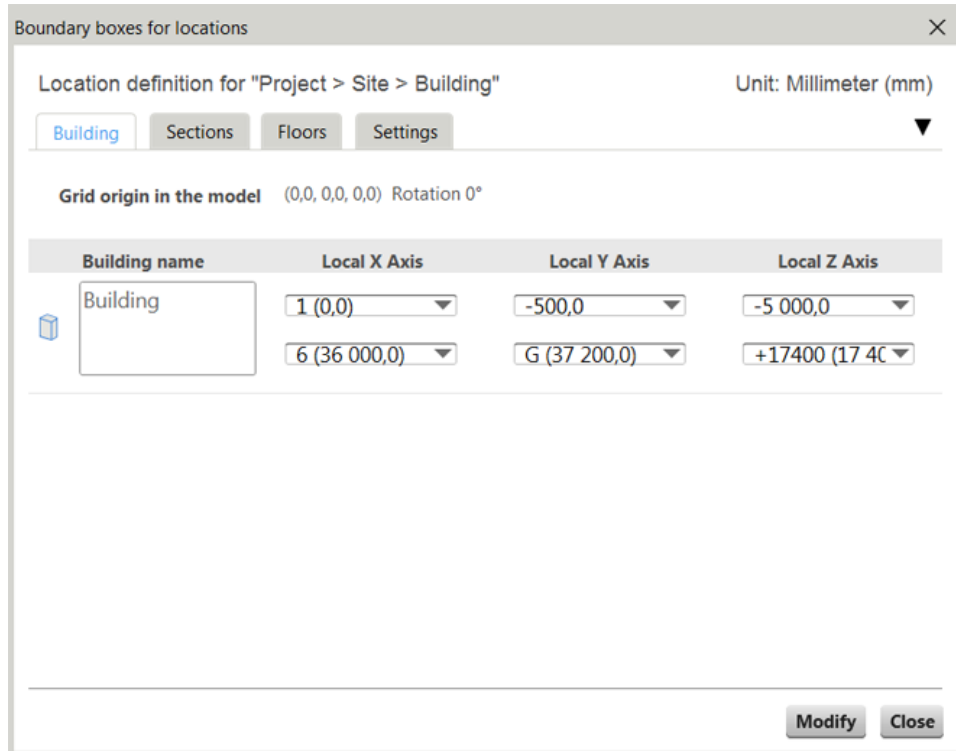 Boundary boxes for locations
Location definition for "Project > Site > Building" Unit: Millimeter (mm)
Building Sections Floors Settings
Grid origin in the model (0,0, 0,0, 0,0) Rotation 0°
Building name Local X Axis Local Y Axis Local Z Axis
Building 1 (0,0) -500,0 -5 000,0
6 (36 000,0) G (37 200,0) +17400 (17 40
Modify Close